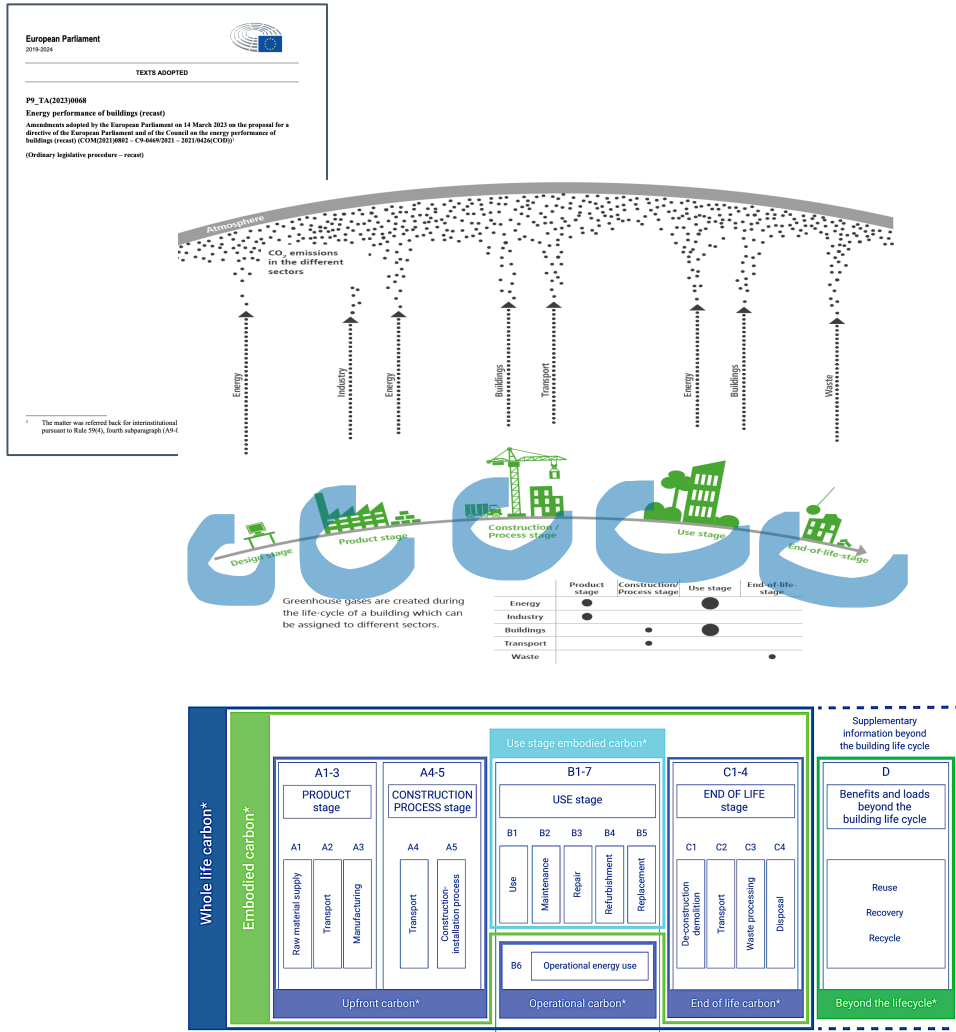 European Parliament
2019-2024
TEXTS ADOPTED
P9_TA(2023)0068
Energy performance of buildings (recast)
Amendments adopted by the European Parliament on 14 March 2023 on the proposal for a
directive of the European Parliament and of the Council on the energy performance of
buildings (recast) (COM(2021)0802 – C9-0469/2021 – 2021/0426(COD))¹
(Ordinary legislative procedure – recast)
¹ The matter was referred back for interinstitutional
pursuant to Rule 59(4), fourth subparagraph
Atmosphere
CO₂ emissions
in the different
sectors
Energy
Industry
Energy
Buildings
Transport
Energy
Buildings
Waste
Design stage
Product stage
Construction /
Process stage
Use stage
End-of-life-stage
Greenhouse gases are created during
the life-cycle of a building which can
be assigned to different sectors.
Product stage
Construction/ Process stage
Use stage
End-of-life-stage
Energy
Industry
Buildings
Transport
Waste
Whole life carbon*
Embodied carbon*
Use stage embodied carbon*
Supplementary
information beyond
the building life cycle
A1-3
PRODUCT
stage
A1
A2
A3
Raw material supply
Transport
Manufacturing
A4-5
CONSTRUCTION
PROCESS stage
A4
A5
Transport
Construction-
installation process
Upfront carbon*
B1-7
USE stage
B1
B2
B3
B4
B5
Use
Maintenance
Repair
Refurbishment
Replacement
B6
Operational energy use
Operational carbon*
C1-4
END OF LIFE
stage
C1
C2
C3
C4
De-construction
demolition
Transport
Waste processing
Disposal
End of life carbon*
D
Benefits and loads
beyond the
building life cycle
Reuse
Recovery
Recycle
Beyond the lifecycle*